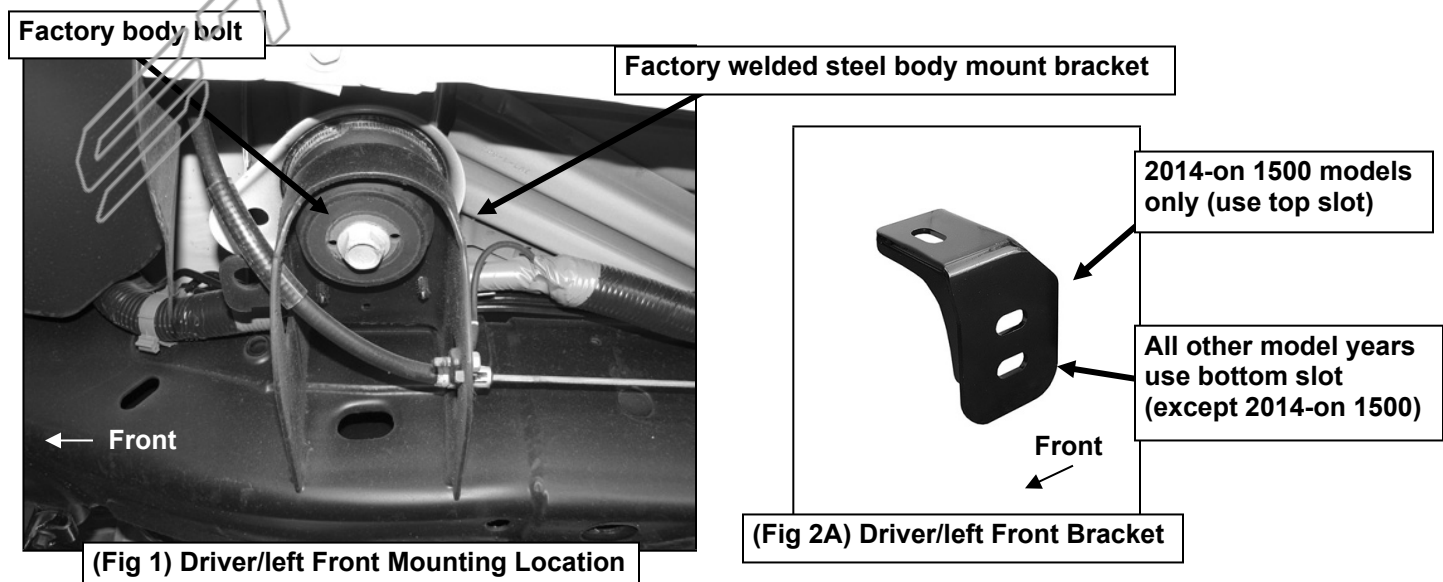 Factory body bolt
Factory welded steel body mount bracket
2014-on 1500 models
only (use top slot)
All other model years
use bottom slot
(except 2014-on 1500)
Front
Front
(Fig 1) Driver/left Front Mounting Location
(Fig 2A) Driver/left Front Bracket